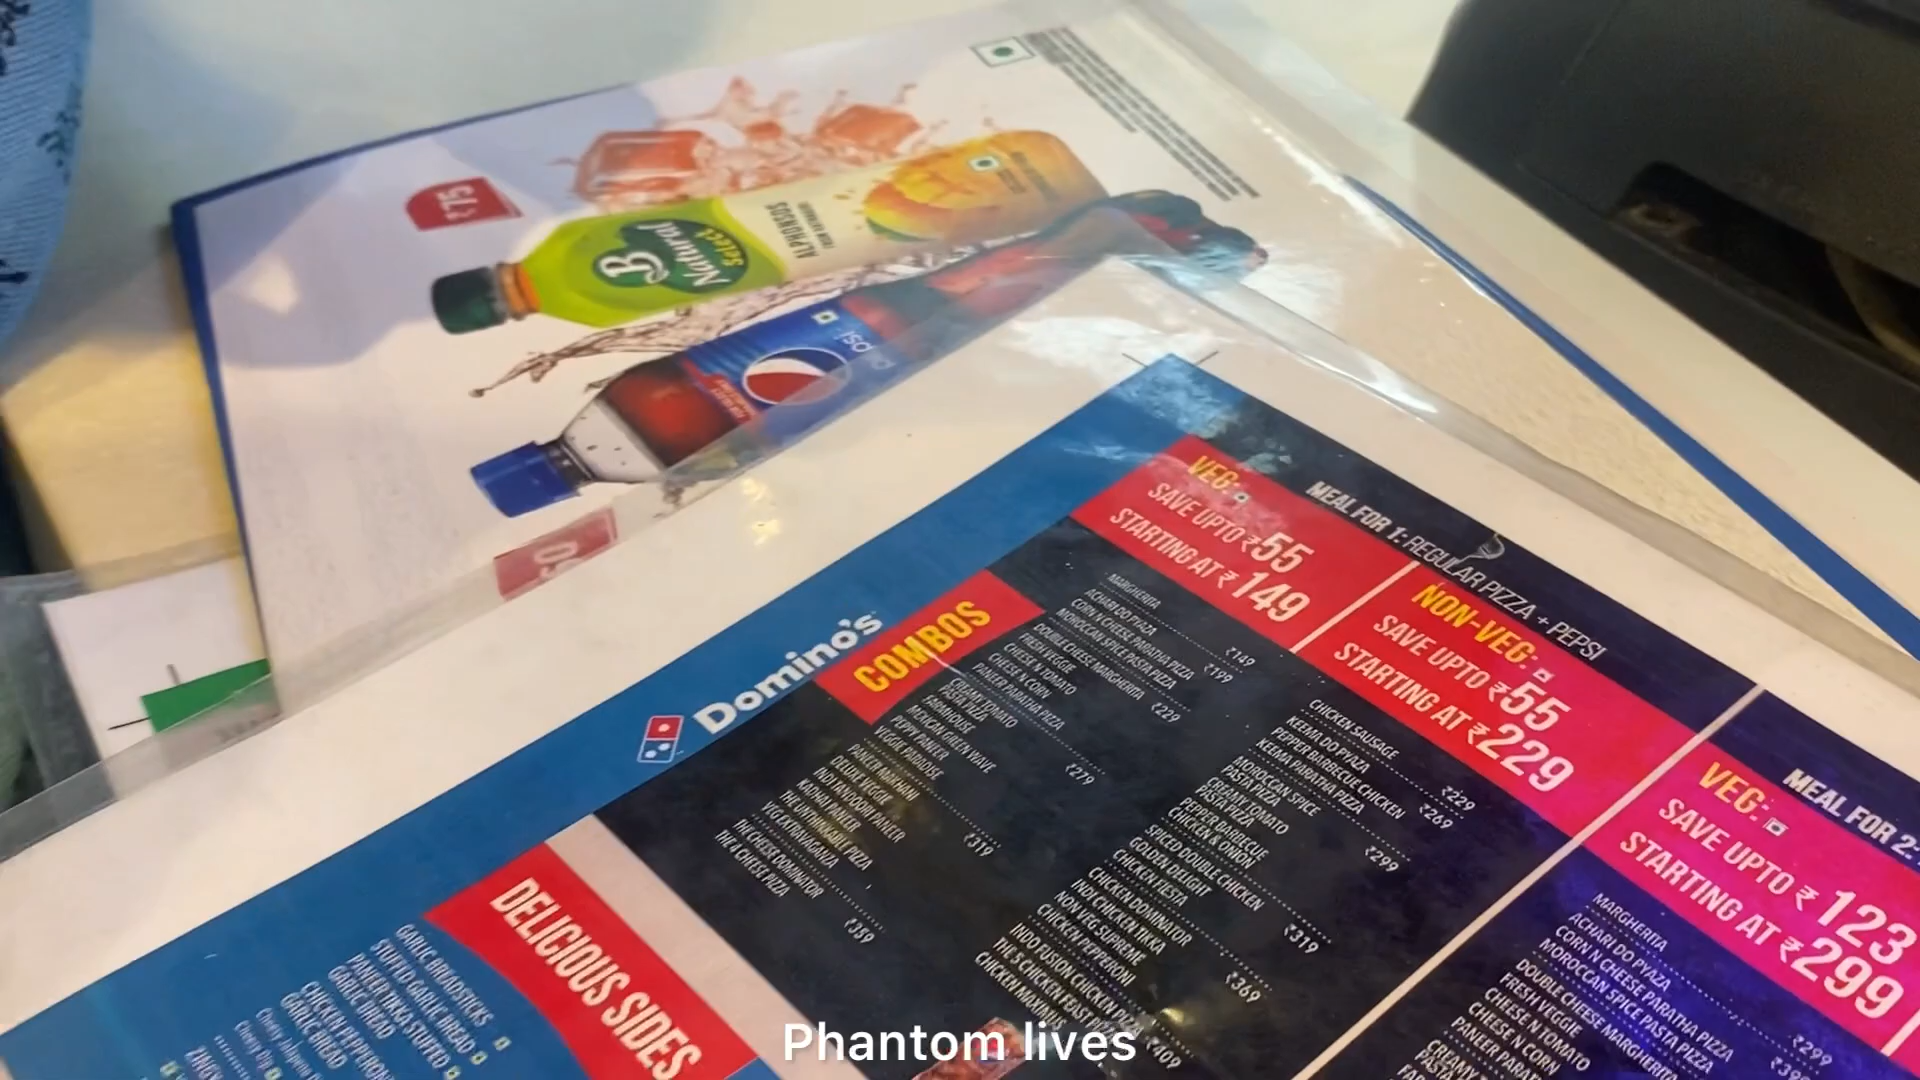 ₹75
B
Natural
Select
ALPHONSOS
FROM RATNAGIRI
pepsi
Domino's
COMBOS
MEAL FOR 1: REGULAR PIZZA + PEPSI
VEG:
SAVE UPTO ₹55
STARTING AT ₹149
MARGHERITA
₹149
ACHARI DO PYAZA
CORN N CHEESE PARATHA PIZZA
₹199
MOROCCAN SPICE PASTA PIZZA
DOUBLE CHEESE MARGHERITA
FRESH VEGGIE
CHEESE N TOMATO
CHEESE N CORN
PANEER PARATHA PIZZA
₹229
CREAMY TOMATO
PASTA PIZZA
FARMHOUSE
MEXICAN GREEN WAVE
PEPPY PANEER
VEGGIE PARADISE
₹279
PANEER MAKHANI
DELUXE VEGGIE
INDI TANDOORI PANEER
KADHAI PANEER
THE UNTHINKABLE PIZZA
VEG EXTRAVAGANZA
₹319
THE CHEESE DOMINATOR
THE 4 CHEESE PIZZA
₹389
NON-VEG:
SAVE UPTO ₹55
STARTING AT ₹229
CHICKEN SAUSAGE
₹229
KEEMA DO PYAZA
PEPPER BARBECUE CHICKEN
KEEMA PARATHA PIZZA
₹269
MOROCCAN SPICE
PASTA PIZZA
CREAMY TOMATO
PASTA PIZZA
PEPPER BARBECUE
CHICKEN & ONION
₹299
SPICED DOUBLE CHICKEN
GOLDEN DELIGHT
CHICKEN FIESTA
₹319
CHICKEN DOMINATOR
INDI CHICKEN TIKKA
NON VEG SUPREME
CHICKEN PEPPERONI
₹369
INDO FUSION CHICKEN PIZZA
THE 5 CHICKEN FEAST
₹409
MEAL FOR 2:
VEG:
SAVE UPTO ₹123
STARTING AT ₹299
MARGHERITA
₹299
ACHARI DO PYAZA
CORN N CHEESE PARATHA PIZZA
MOROCCAN SPICE PASTA PIZZA
DOUBLE CHEESE MARGHERITA
FRESH VEGGIE
CHEESE N TOMATO
CHEESE N CORN
DELICIOUS SIDES
GARLIC BREADSTICKS
STUFFED GARLIC BREAD
PANEER TIKKA STUFFED
GARLIC BREAD
CHICKEN PEPPERONI
GARLIC BREAD
Phantom lives